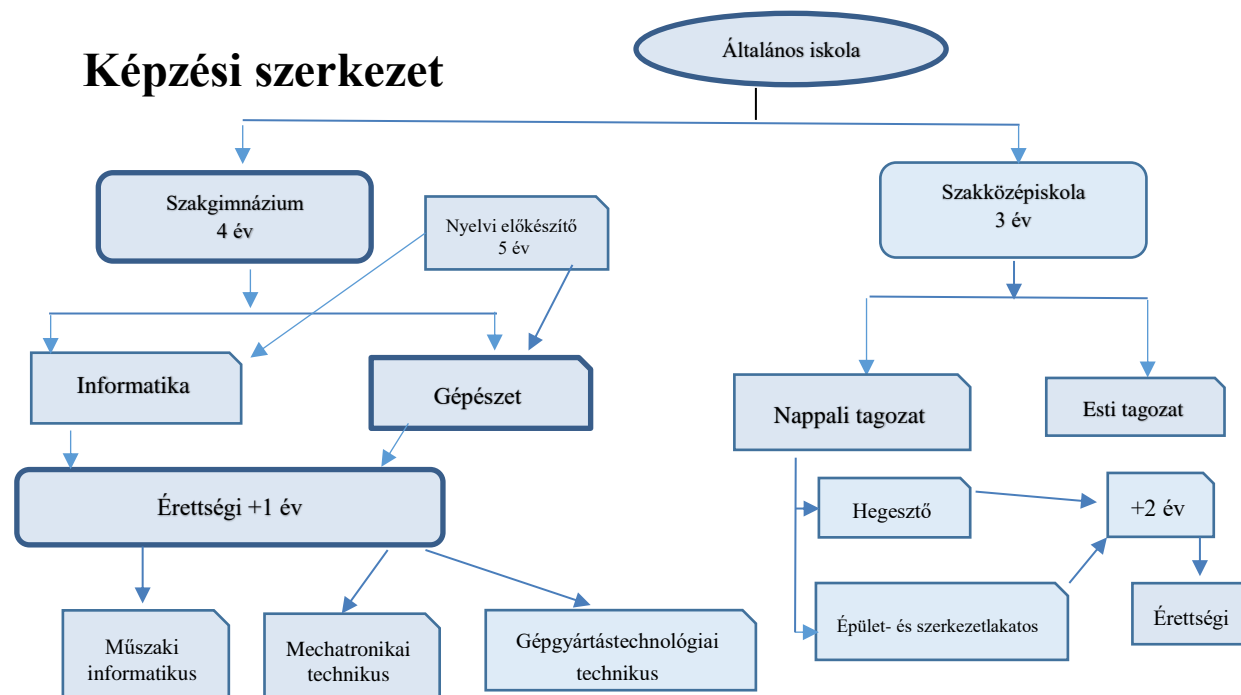 Képzési szerkezet
Általános iskola
Szakgimnázium
4 év
Nyelvi előkészítő
5 év
Szakközépiskola
3 év
Informatika
Gépészet
Nappali tagozat
Esti tagozat
Érettségi +1 év
Hegesztő
+2 év
Műszaki
informatikus
Mechatronikai
technikus
Gépgyártástechnológiai
technikus
Épület- és szerkezetlakatos
Érettségi